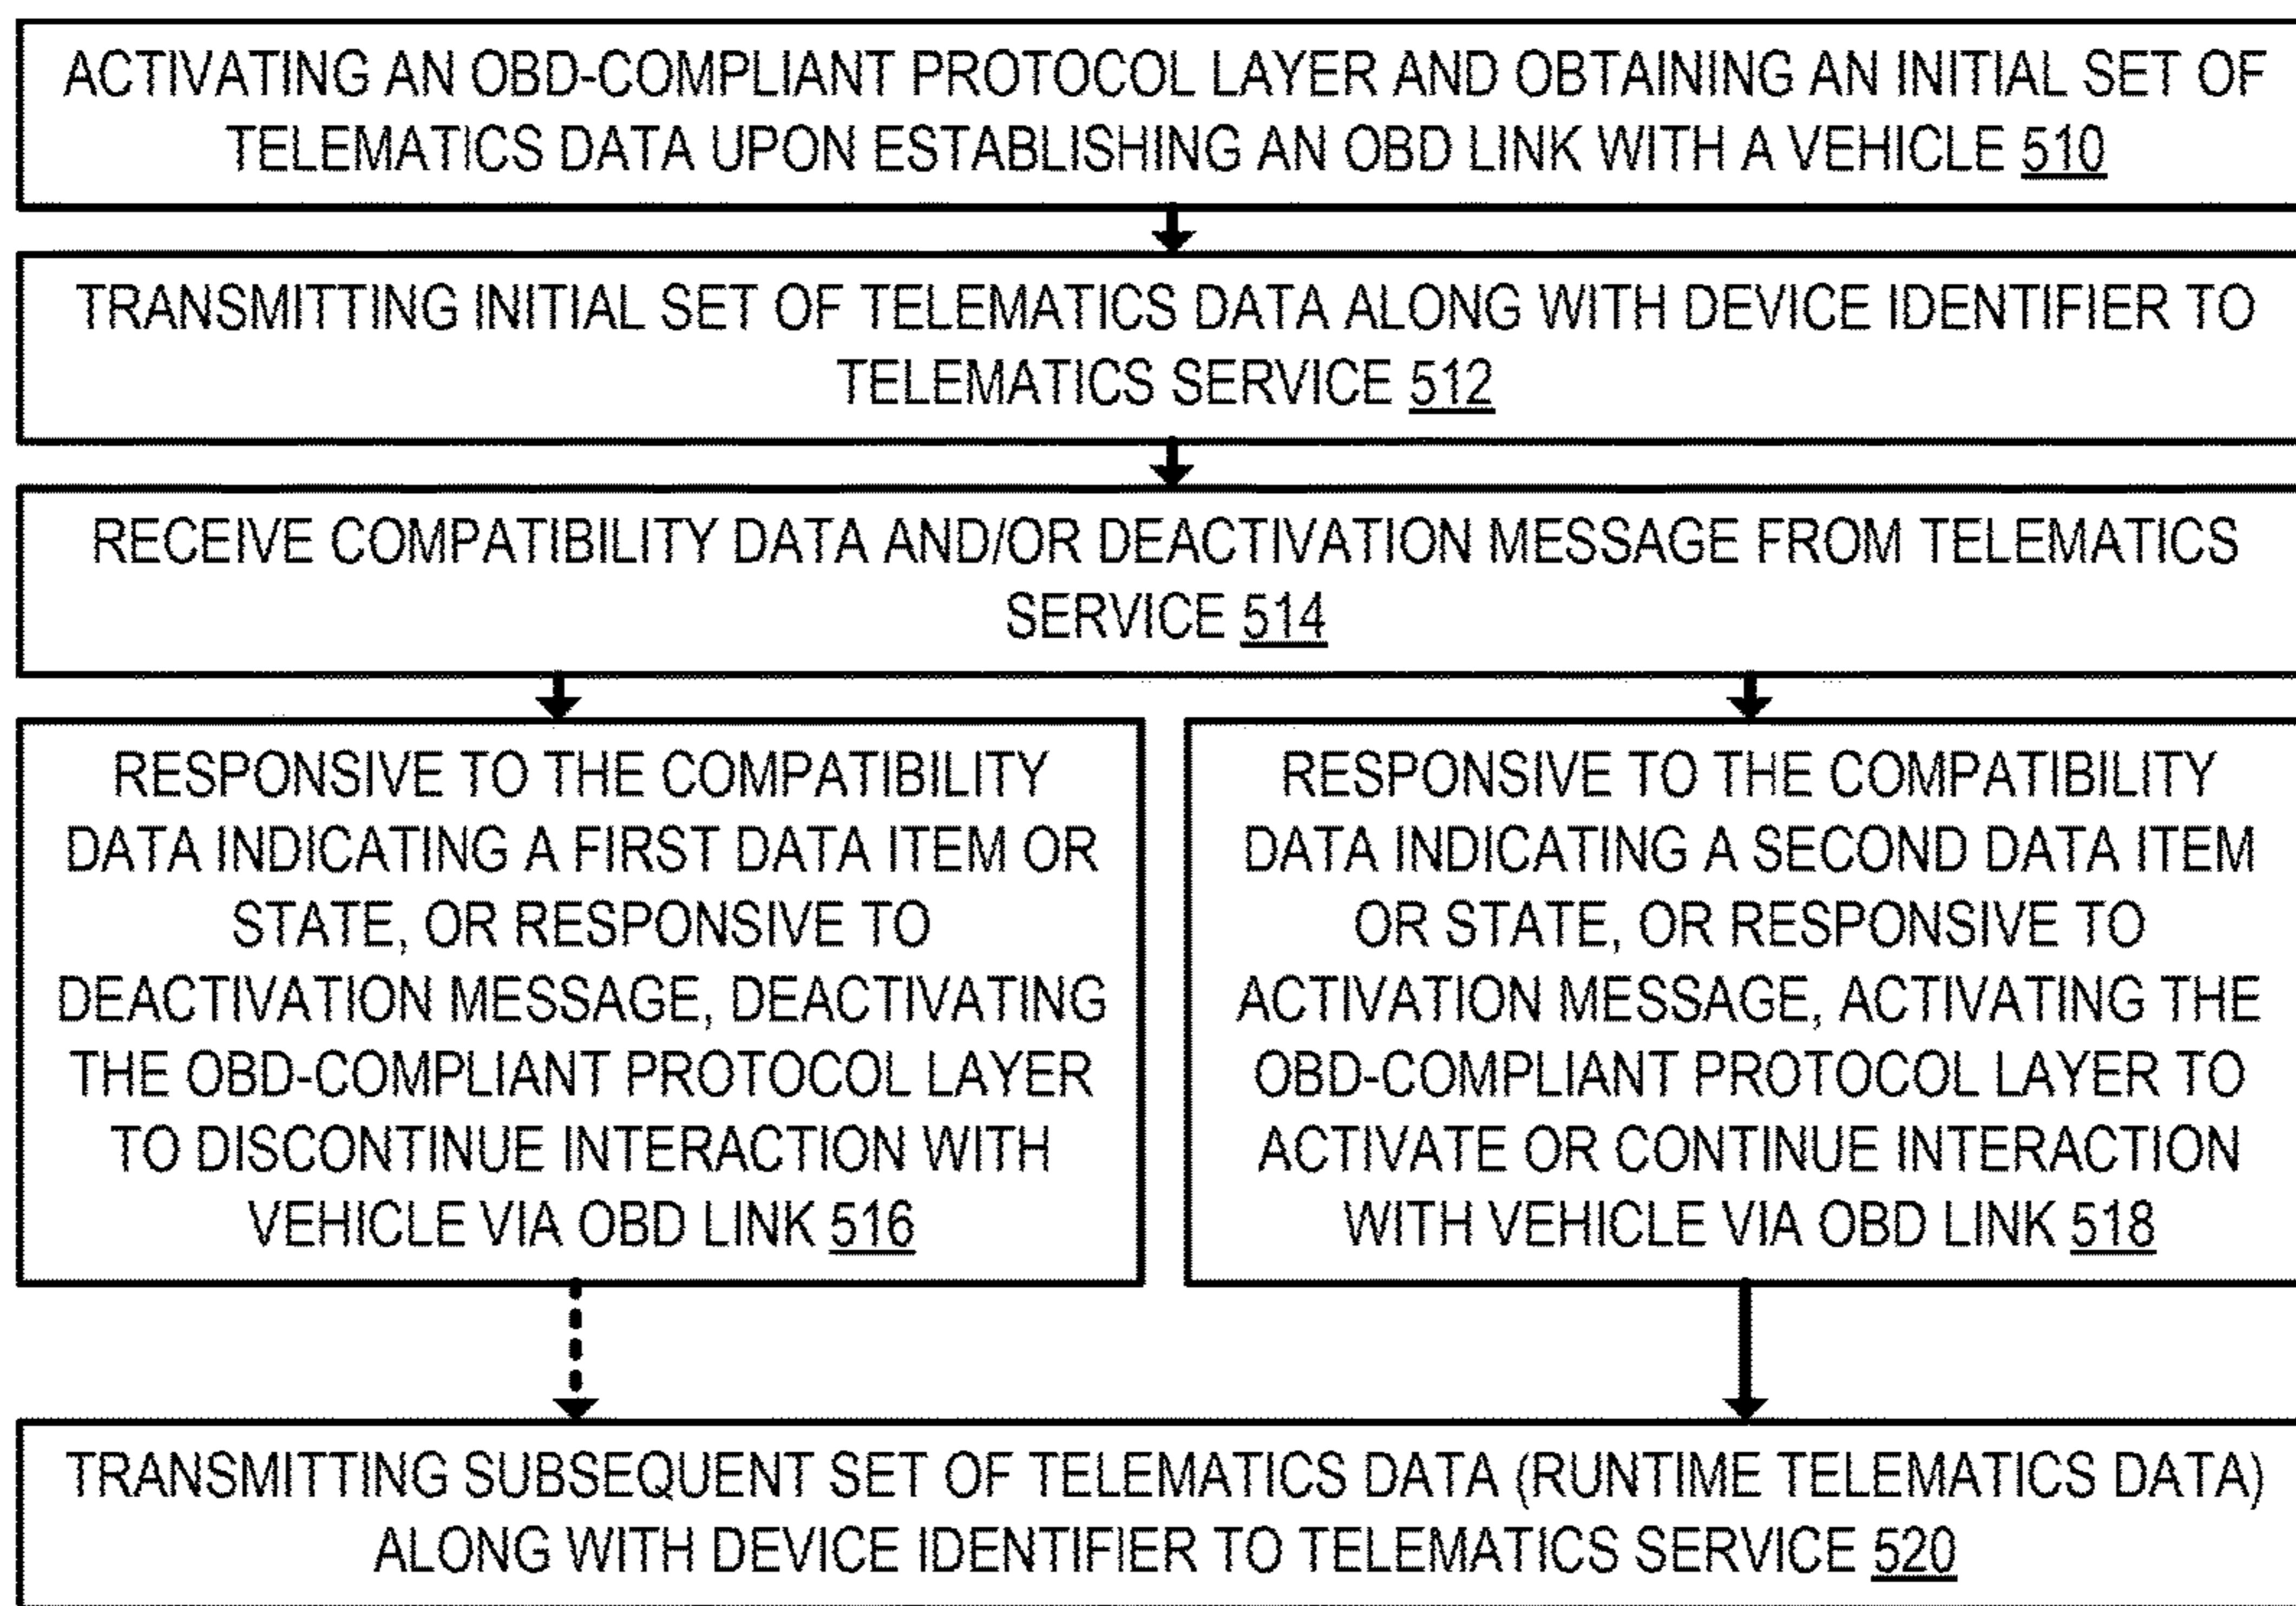 ACTIVATING AN OBD-COMPLIANT PROTOCOL LAYER AND OBTAINING AN INITIAL SET OF
TELEMATICS DATA UPON ESTABLISHING AN OBD LINK WITH A VEHICLE 510
TRANSMITTING INITIAL SET OF TELEMATICS DATA ALONG WITH DEVICE IDENTIFIER TO
TELEMATICS SERVICE 512
RECEIVE COMPATIBILITY DATA AND/OR DEACTIVATION MESSAGE FROM TELEMATICS
SERVICE 514
RESPONSIVE TO THE COMPATIBILITY
DATA INDICATING A FIRST DATA ITEM OR
STATE, OR RESPONSIVE TO
DEACTIVATION MESSAGE, DEACTIVATING
THE OBD-COMPLIANT PROTOCOL LAYER
TO DISCONTINUE INTERACTION WITH
VEHICLE VIA OBD LINK 516
RESPONSIVE TO THE COMPATIBILITY
DATA INDICATING A SECOND DATA ITEM
OR STATE, OR RESPONSIVE TO
ACTIVATION MESSAGE, ACTIVATING THE
OBD-COMPLIANT PROTOCOL LAYER TO
ACTIVATE OR CONTINUE INTERACTION
WITH VEHICLE VIA OBD LINK 518
TRANSMITTING SUBSEQUENT SET OF TELEMATICS DATA (RUNTIME TELEMATICS DATA)
ALONG WITH DEVICE IDENTIFIER TO TELEMATICS SERVICE 520